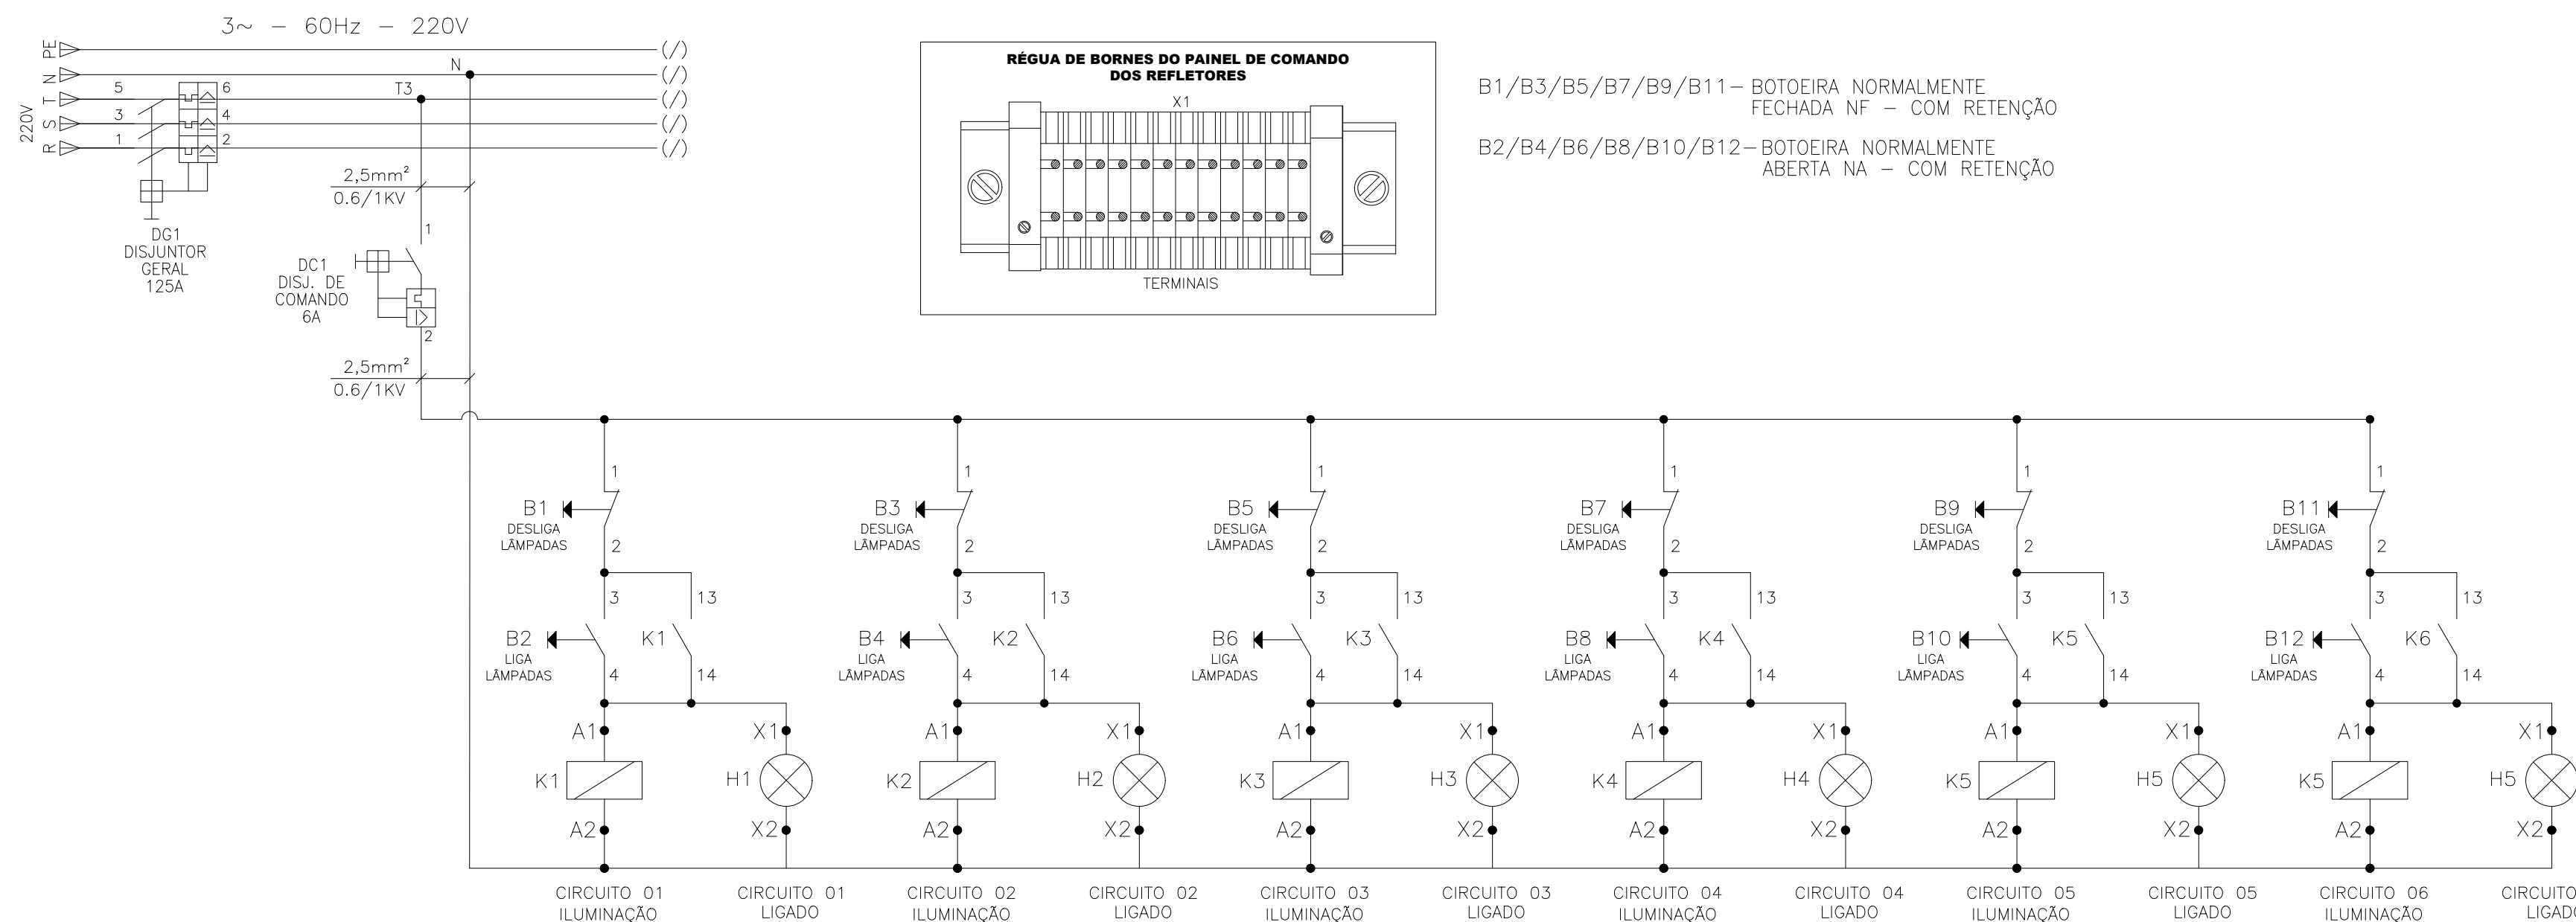 3~ - 60Hz - 220V
PE
N
T
S
R
220V
5
3
1
6
4
2
N
T3
(/)
(/)
(/)
(/)
(/)
2,5mm²
0.6/1KV
DG1
DISJUNTOR
GERAL
125A
1
DC1
DISJ. DE
COMANDO
6A
2
2,5mm²
0.6/1KV
RÉGUA DE BORNES DO PAINEL DE COMANDO
DOS REFLETORES
X1
TERMINAIS
B1/B3/B5/B7/B9/B11- BOTOEIRA NORMALMENTE
FECHADA NF - COM RETENÇÃO
B2/B4/B6/B8/B10/B12-BOTOEIRA NORMALMENTE
ABERTA NA - COM RETENÇÃO
1
B1
DESLIGA
LÂMPADAS
2
3
13
B2
LIGA
LÂMPADAS
K1
4
14
A1
X1
K1
H1
A2
X2
CIRCUITO 01
ILUMINAÇÃO
CIRCUITO 01
LIGADO
1
B3
DESLIGA
LÂMPADAS
2
3
13
B4
LIGA
LÂMPADAS
K2
4
14
A1
X1
K2
H2
A2
X2
CIRCUITO 02
ILUMINAÇÃO
CIRCUITO 02
LIGADO
1
B5
DESLIGA
LÂMPADAS
2
3
13
B6
LIGA
LÂMPADAS
K3
4
14
A1
X1
K3
H3
A2
X2
CIRCUITO 03
ILUMINAÇÃO
CIRCUITO 03
LIGADO
1
B7
DESLIGA
LÂMPADAS
2
3
13
B8
LIGA
LÂMPADAS
K4
4
14
A1
X1
K4
H4
A2
X2
CIRCUITO 04
ILUMINAÇÃO
CIRCUITO 04
LIGADO
1
B9
DESLIGA
LÂMPADAS
2
3
13
B10
LIGA
LÂMPADAS
K5
4
14
A1
X1
K5
H5
A2
X2
CIRCUITO 05
ILUMINAÇÃO
CIRCUITO 05
LIGADO
1
B11
DESLIGA
LÂMPADAS
2
3
13
B12
LIGA
LÂMPADAS
K6
4
14
A1
X1
K5
H5
A2
X2
CIRCUITO 06
ILUMINAÇÃO
CIRCUITO